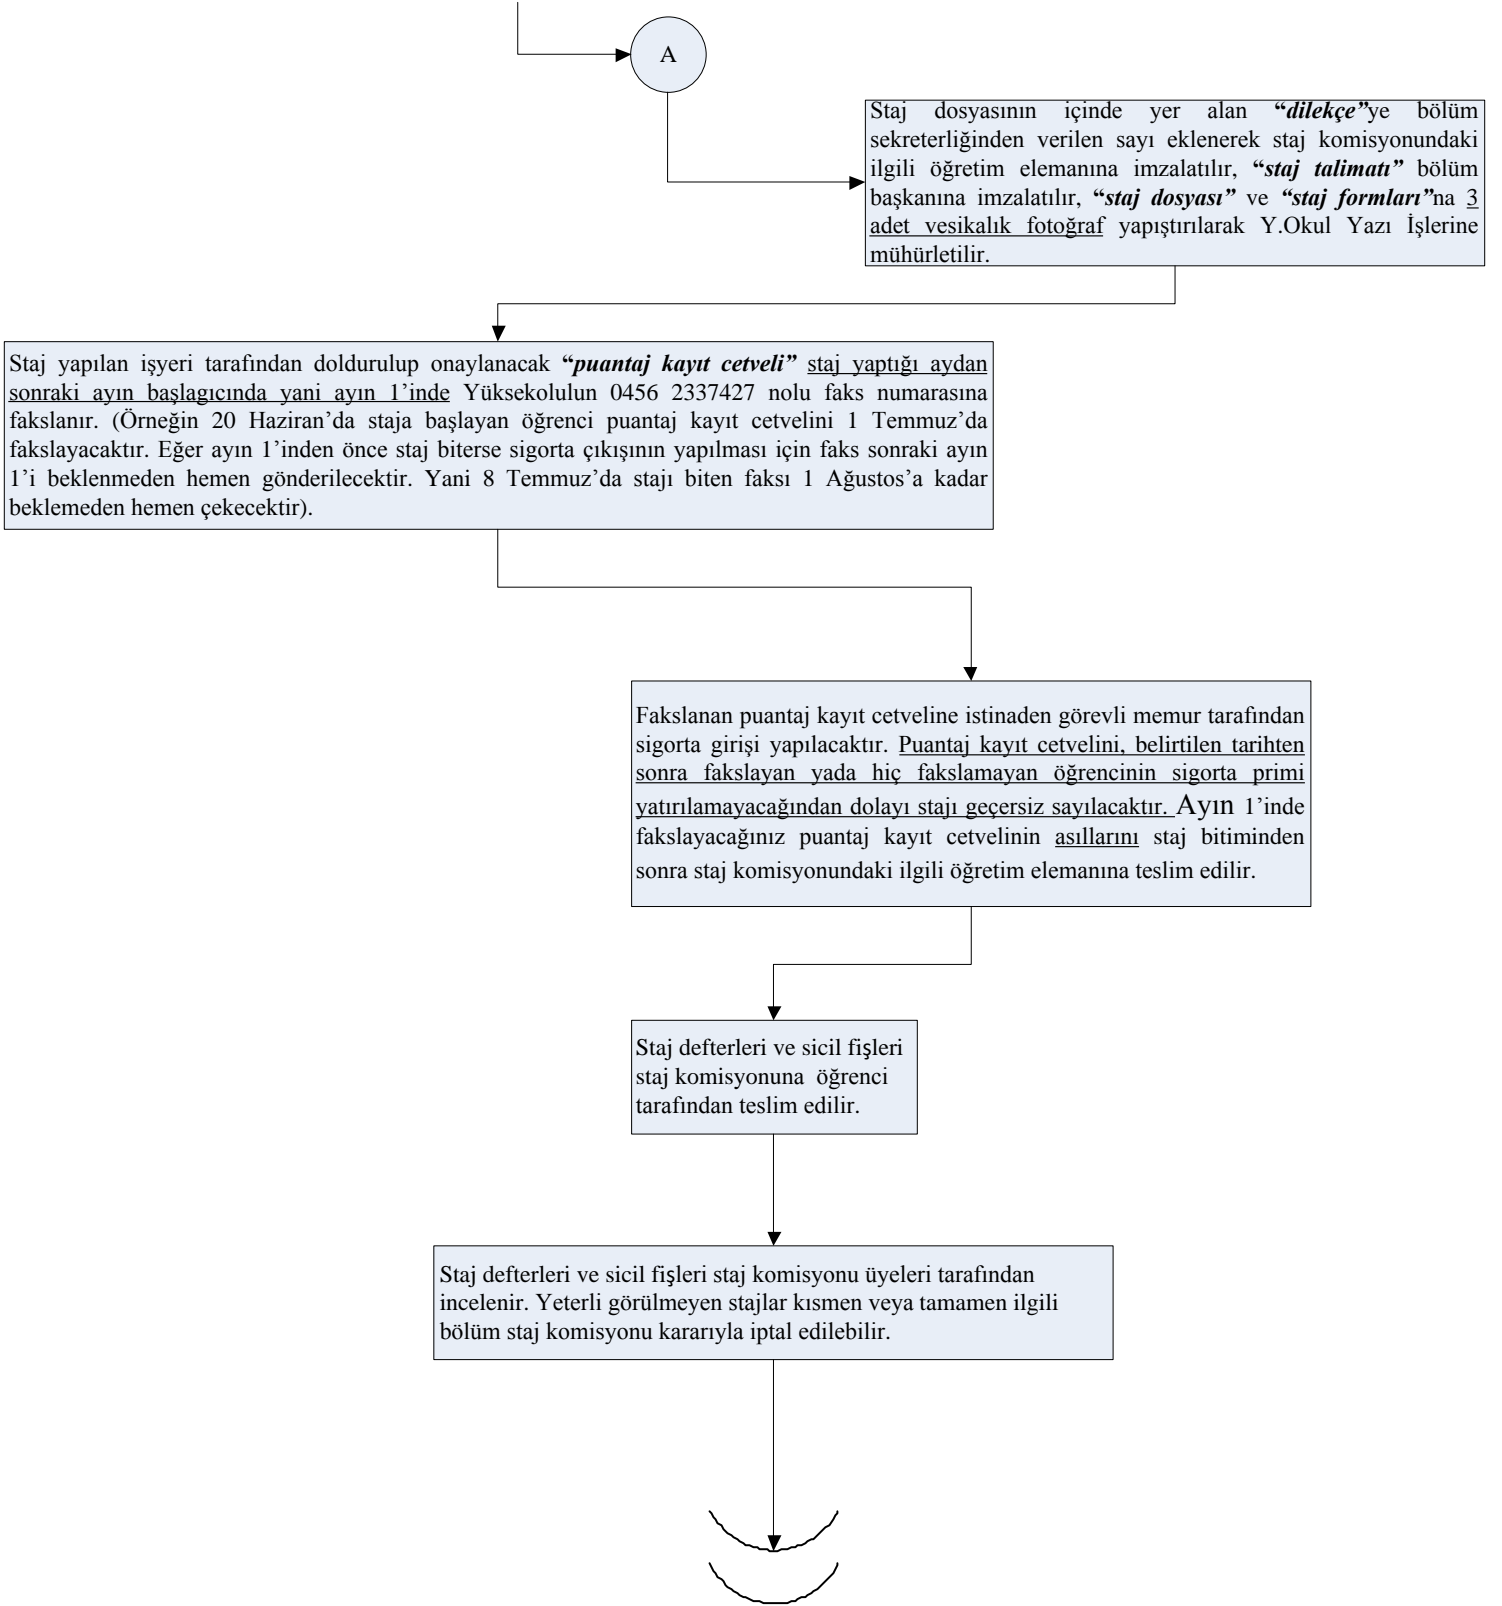 A
Staj dosyasının içinde yer alan “dilekçe”ye bölüm
sekreterliğinden verilen sayı eklenerek staj komisyonundaki
ilgili öğretim elemanına imzalatılır, “staj talimatı” bölüm
başkanına imzalatılır, “staj dosyası” ve “staj formları”na 3
adet vesikalık fotoğraf yapıştırılarak Y.Okul Yazı İşlerine
mühürletilir.
Staj yapılan işyeri tarafından doldurulup onaylanacak “puantaj kayıt cetveli” staj yaptığı aydan
sonraki ayın başlagıcında yani ayın 1’inde Yüksekolulun 0456 2337427 nolu faks numarasına
fakslanır. (Örneğin 20 Haziran’da staja başlayan öğrenci puantaj kayıt cetvelini 1 Temmuz’da
fakslayacaktır. Eğer ayın 1’inden önce staj biterse sigorta çıkışının yapılması için faks sonraki ayın
1’i beklenmeden hemen gönderilecektir. Yani 8 Temmuz’da stajı biten faksı 1 Ağustos’a kadar
beklemeden hemen çekecektir).
Fakslanan puantaj kayıt cetveline istinaden görevli memur tarafından
sigorta girişi yapılacaktır. Puantaj kayıt cetvelini, belirtilen tarihten
sonra fakslayan yada hiç fakslamayan öğrencinin sigorta primi
yatırılamayacağından dolayı stajı geçersiz sayılacaktır. Ayın 1’inde
fakslayacağınız puantaj kayıt cetvelinin asıllarını staj bitiminden
sonra staj komisyonundaki ilgili öğretim elemanına teslim edilir.
Staj defterleri ve sicil fişleri
staj komisyonuna öğrenci
tarafından teslim edilir.
Staj defterleri ve sicil fişleri staj komisyonu üyeleri tarafından
incelenir. Yeterli görülmeyen stajlar kısmen veya tamamen ilgili
bölüm staj komisyonu kararıyla iptal edilebilir.